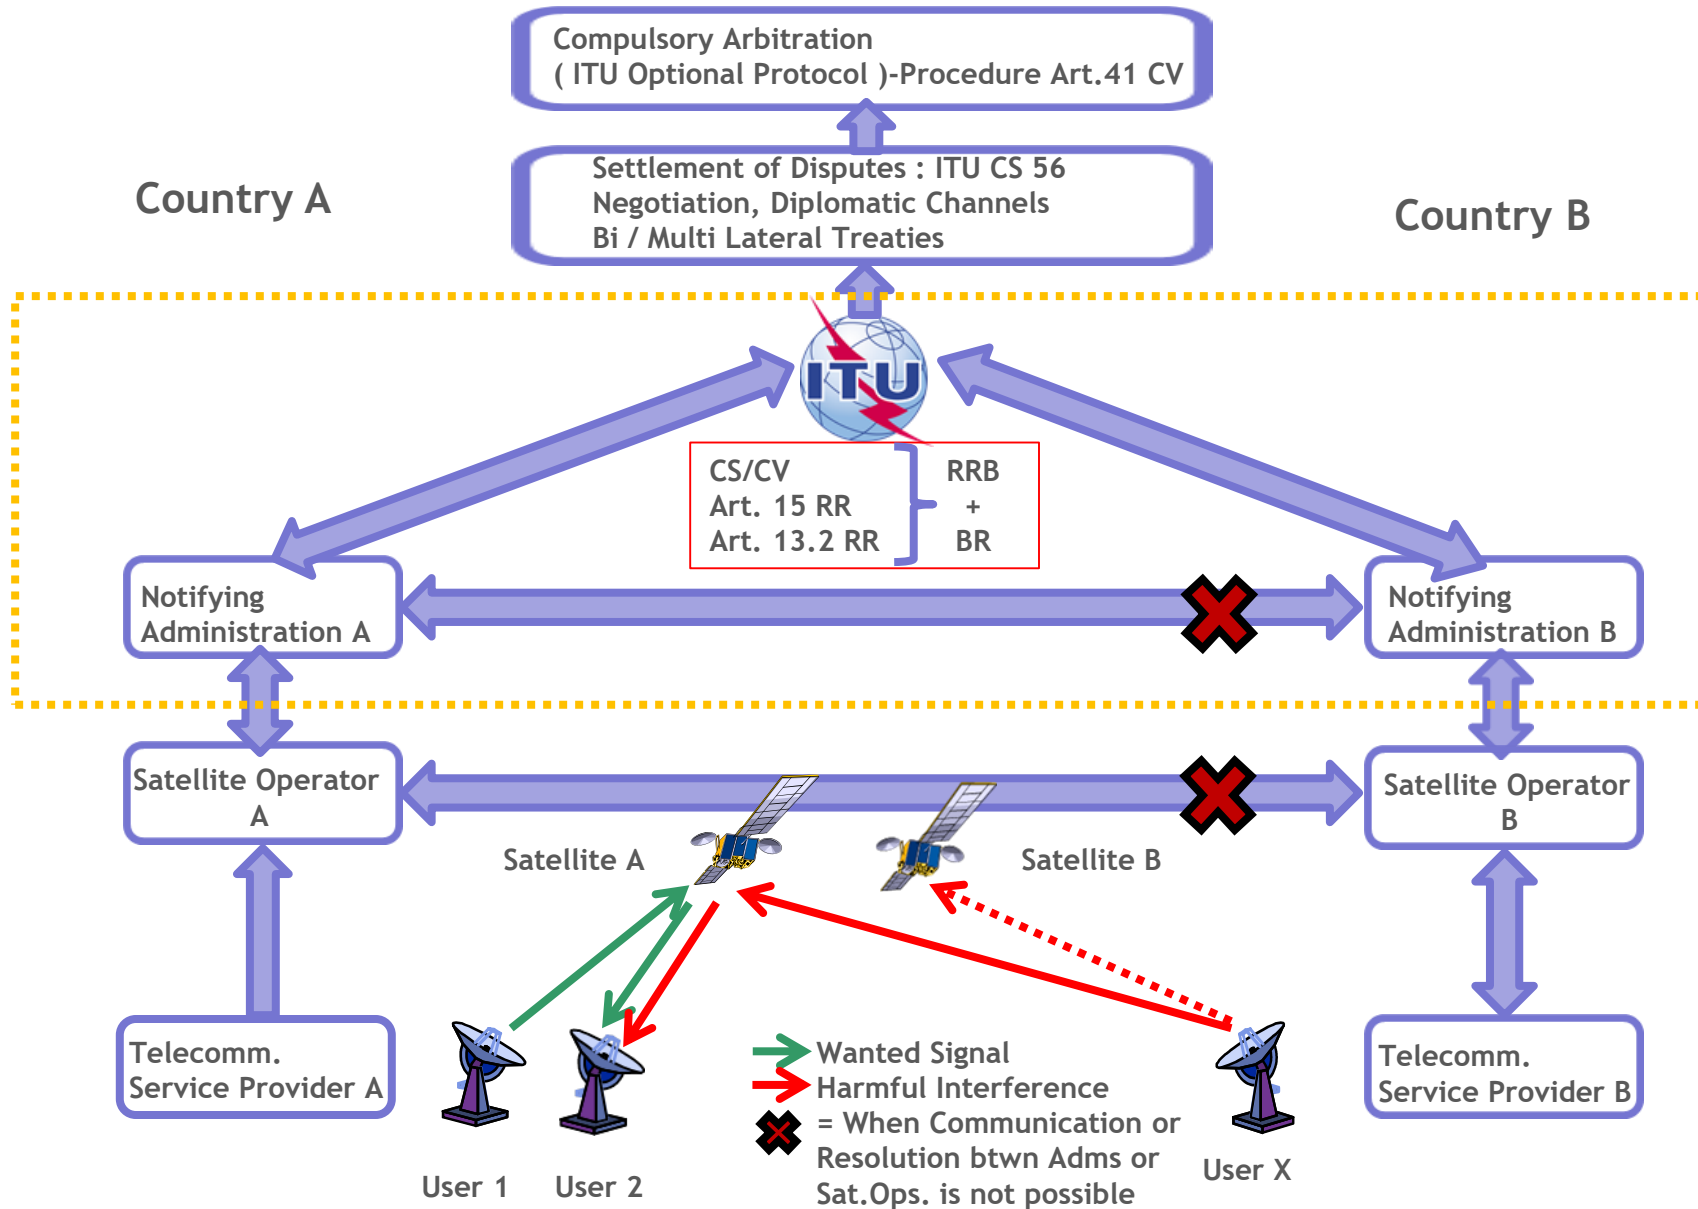 Compulsory Arbitration
( ITU Optional Protocol )-Procedure Art.41 CV
Settlement of Disputes : ITU CS 56
Negotiation, Diplomatic Channels
Bi / Multi Lateral Treaties
Country A
Country B
ITU
CS/CV
Art. 15 RR
Art. 13.2 RR
RRB
+
BR
Notifying
Administration A
Notifying
Administration B
Satellite Operator
A
Satellite Operator
B
Satellite A
Satellite B
Telecomm.
Service Provider A
Telecomm.
Service Provider B
Wanted Signal
Harmful Interference
= When Communication or
Resolution btwn Adms or
Sat.Ops. is not possible
User 1
User 2
User X